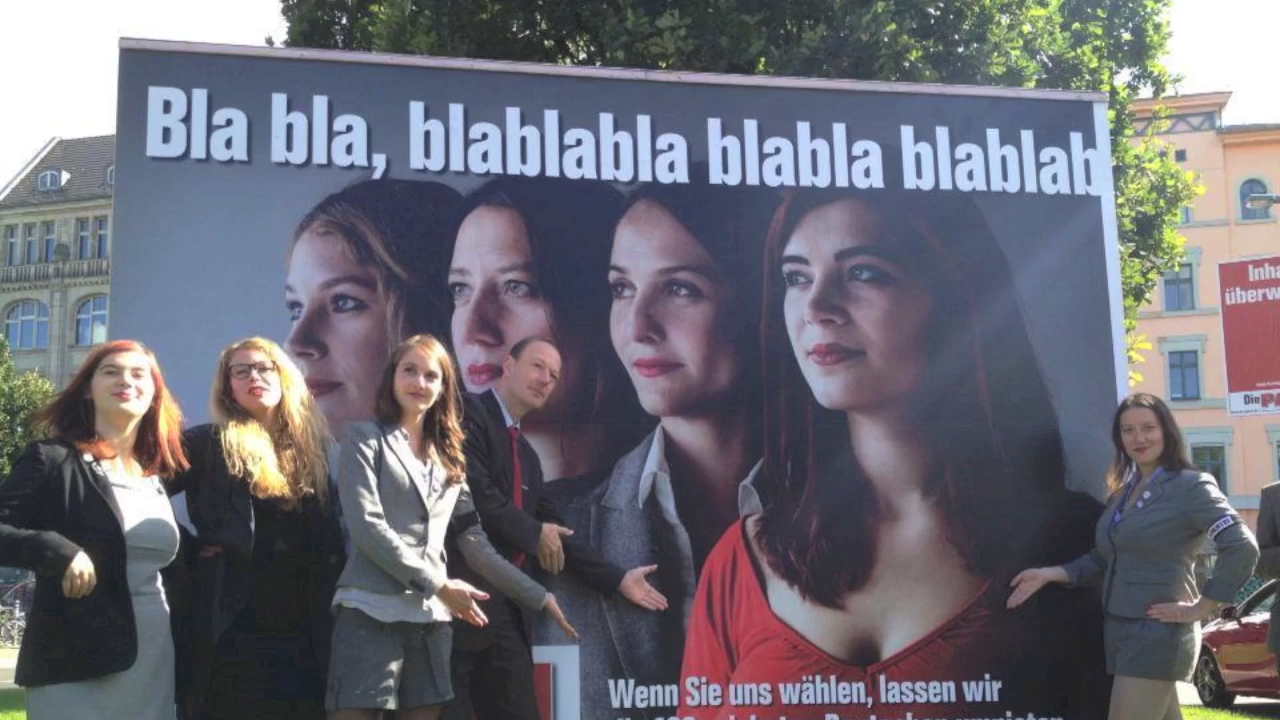 Bla bla, blablabla blabla blablab
Wenn Sie uns wählen, lassen wir
Inha
überw
Die PA